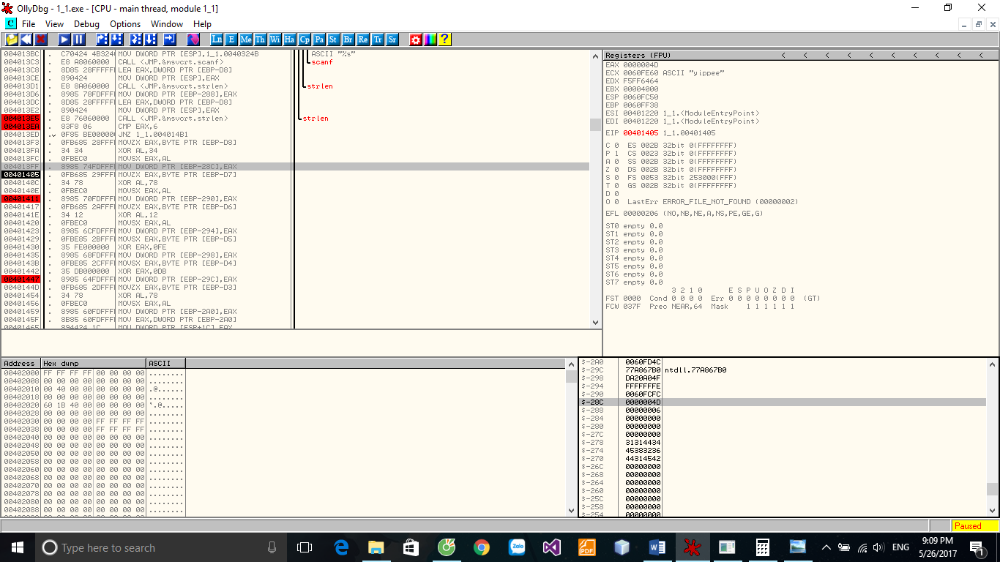 OllyDbg - 1_1.exe - [CPU - main thread, module 1_1]
C File View Debug Options Window Help
Ln E Me Th Wi Ha Cp Pa St Br Re Tr Sr ?
004013BC . C70424 4B3240 MOV DWORD PTR [ESP],1_1.0040324B ASCII "%s"
004013C3 . E8 A8060000 CALL <JMP.&msvcrt.scanf> scanf
004013C8 . 8D85 28FFFFFF LEA EAX,DWORD PTR [EBP-D8]
004013CE . 890424 MOV DWORD PTR [ESP],EAX
004013D1 . E8 8A060000 CALL <JMP.&msvcrt.strlen> strlen
004013D6 . 8985 78FDFFFF MOV DWORD PTR [EBP-288],EAX
004013DC . 8D85 28FFFFFF LEA EAX,DWORD PTR [EBP-D8]
004013E2 . 890424 MOV DWORD PTR [ESP],EAX
004013E5 . E8 76060000 CALL <JMP.&msvcrt.strlen> strlen
004013EA . 83F8 06 CMP EAX,6
004013ED . 0F85 BE000000 JNZ 1_1.004014B1
004013F3 . 0FB685 28FFFF MOVZX EAX,BYTE PTR [EBP-D8]
004013FA . 34 34 XOR AL,34
004013FC . 0FBEC0 MOVSX EAX,AL
004013FF . 8985 74FDFFFF MOV DWORD PTR [EBP-28C],EAX
00401405 . 0FB685 29FFFF MOVZX EAX,BYTE PTR [EBP-D7]
0040140C . 34 78 XOR AL,78
0040140E . 0FBEC0 MOVSX EAX,AL
00401411 . 8985 70FDFFFF MOV DWORD PTR [EBP-290],EAX
00401417 . 0FB685 2AFFFF MOVZX EAX,BYTE PTR [EBP-D6]
0040141E . 34 12 XOR AL,12
00401420 . 0FBEC0 MOVSX EAX,AL
00401423 . 8985 6CFDFFFF MOV DWORD PTR [EBP-294],EAX
00401429 . 0FBE85 2BFFFF MOVSX EAX,BYTE PTR [EBP-D5]
00401430 . 35 FE000000 XOR EAX,0FE
00401435 . 8985 68FDFFFF MOV DWORD PTR [EBP-298],EAX
0040143B . 0FBE85 2CFFFF MOVSX EAX,BYTE PTR [EBP-D4]
00401442 . 35 DB000000 XOR EAX,0DB
00401447 . 8985 64FDFFFF MOV DWORD PTR [EBP-29C],EAX
0040144D . 0FB685 2DFFFF MOVZX EAX,BYTE PTR [EBP-D3]
00401454 . 34 78 XOR AL,78
00401456 . 0FBEC0 MOVSX EAX,AL
00401459 . 8985 60FDFFFF MOV DWORD PTR [EBP-2A0],EAX
0040145F . 8B85 60FDFFFF MOV EAX,DWORD PTR [EBP-2A0]
00401465 . 894424 1C MOV DWORD PTR [ESP+1C],EAX
Registers (FPU) < < < < < < < < < <
EAX 0000004D
ECX 0060FE60 ASCII "yippee"
EDX F5FF6464
EBX 00004000
ESP 0060FC50
EBP 0060FF38
ESI 00401220 1_1.<ModuleEntryPoint>
EDI 00401220 1_1.<ModuleEntryPoint>
EIP 00401405 1_1.00401405
C 0 ES 002B 32bit 0(FFFFFFFF)
P 1 CS 0023 32bit 0(FFFFFFFF)
A 0 SS 002B 32bit 0(FFFFFFFF)
Z 0 DS 002B 32bit 0(FFFFFFFF)
S 0 FS 0053 32bit 253000(FFF)
T 0 GS 002B 32bit 0(FFFFFFFF)
D 0
O 0 LastErr ERROR_FILE_NOT_FOUND (00000002)
EFL 00000206 (NO,NB,NE,A,NS,PE,GE,G)
ST0 empty 0.0
ST1 empty 0.0
ST2 empty 0.0
ST3 empty 0.0
ST4 empty 0.0
ST5 empty 0.0
ST6 empty 0.0
ST7 empty 0.0
3 2 1 0 E S P U O Z D I
FST 0000 Cond 0 0 0 0 Err 0 0 0 0 0 0 0 0 (GT)
FCW 037F Prec NEAR,64 Mask 1 1 1 1 1 1
Address Hex dump ASCII
00402000 FF FF FF FF 00 00 00 00 ........
00402008 00 00 00 00 00 00 00 00 ........
00402010 00 40 00 00 00 00 00 00 .@......
00402018 00 00 00 00 00 00 00 00 ........
00402020 60 1B 40 00 00 00 00 00 `.@.....
00402028 00 00 00 00 00 00 00 00 ........
00402030 00 00 00 00 FF FF FF FF ........
00402038 00 00 00 00 FF FF FF FF ........
00402040 00 00 00 00 00 00 00 00 ........
00402048 00 00 00 00 00 00 00 00 ........
00402050 00 00 00 00 00 00 00 00 ........
00402058 00 00 00 00 00 00 00 00 ........
00402060 00 00 00 00 00 00 00 00 ........
00402068 00 00 00 00 00 00 00 00 ........
00402070 00 00 00 00 00 00 00 00 ........
00402078 00 00 00 00 00 00 00 00 ........
00402080 00 00 00 00 00 00 00 00 ........
00402088 00 00 00 00 00 00 00 00 ........
$-2A0 0060FD4C
$-29C 77A867B0 ntdll.77A867B0
$-298 DA20A04F
$-294 FFFFFFFE
$-290 0060FCFC
$-28C 0000004D
$-288 00000006
$-284 00000000
$-280 00000000
$-27C 00000000
$-278 31314434
$-274 45383236
$-270 44314542
$-26C 00000000
$-268 00000000
$-264 00000000
$-260 00000000
$-25C 00000000
$-258 00000000
$-254 00000000
Paused
Type here to search
Zalo
PDF
ENG
9:09 PM
5/26/2017
1